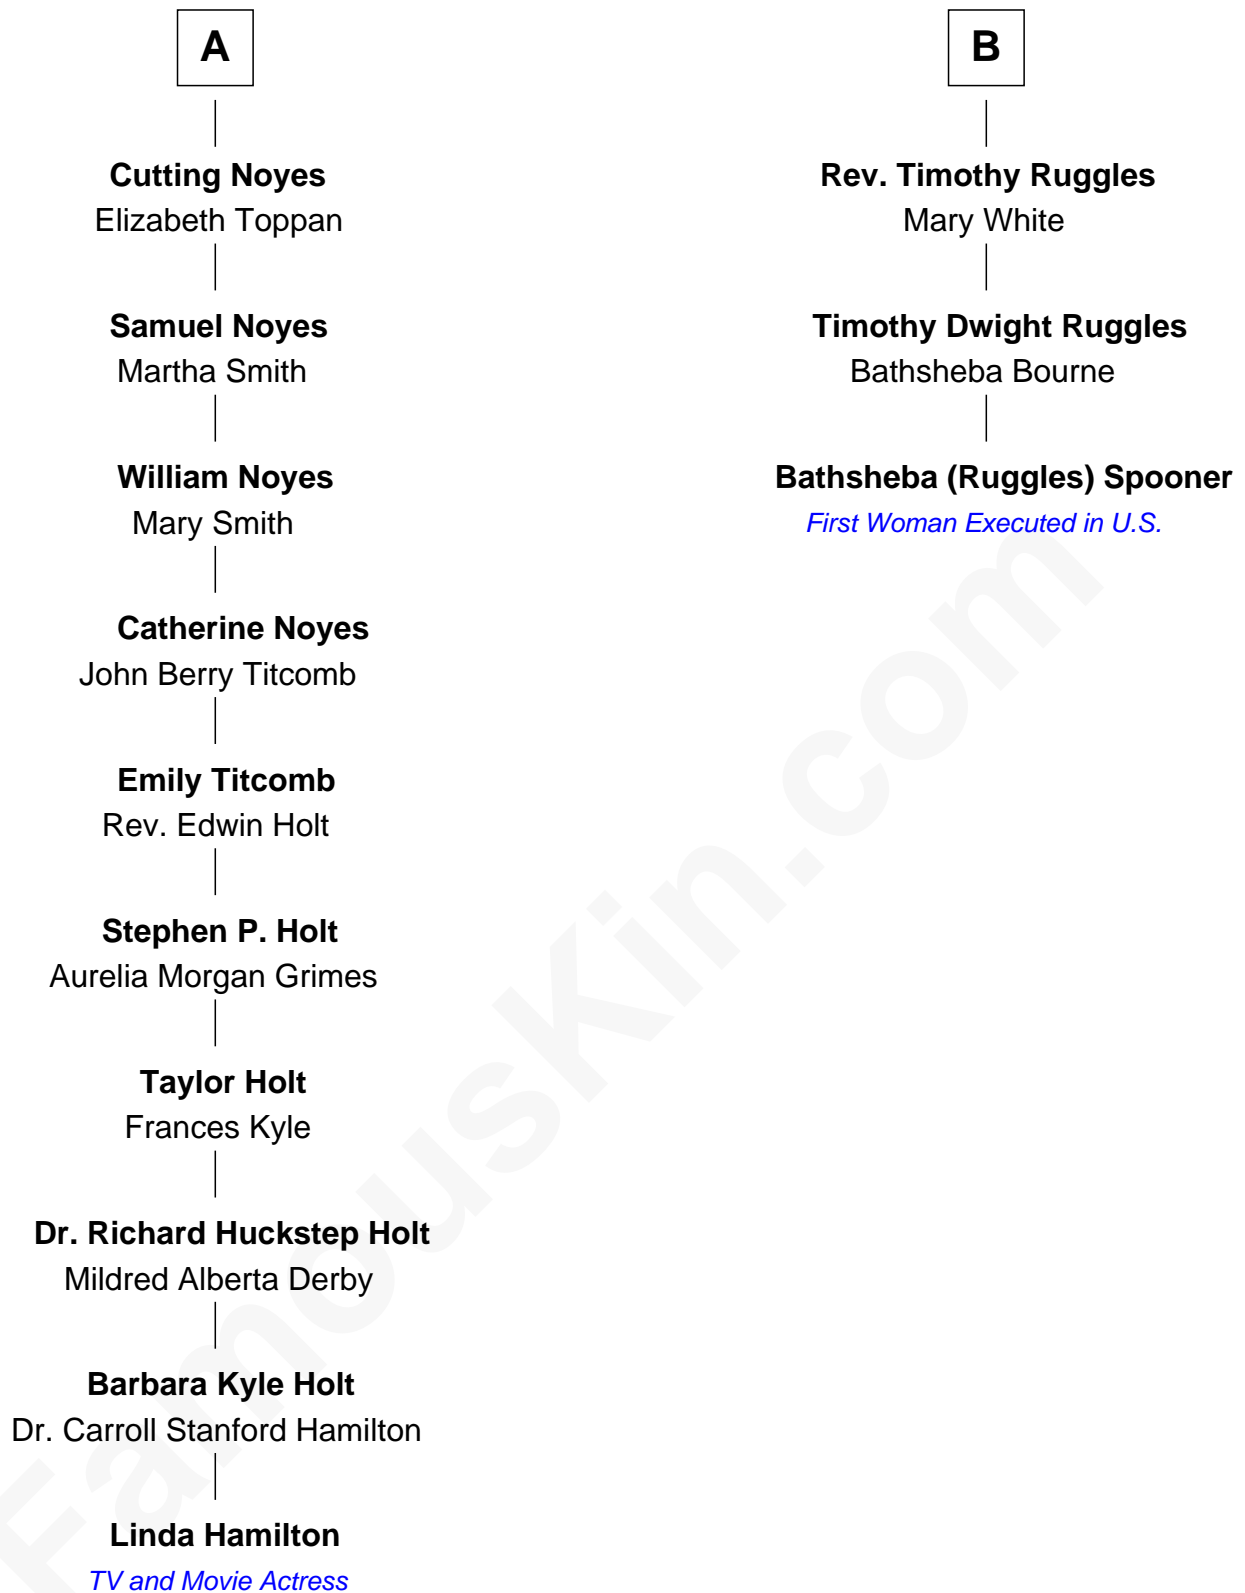 A
Cutting Noyes
Elizabeth Toppan
Samuel Noyes
Martha Smith
William Noyes
Mary Smith
Catherine Noyes
John Berry Titcomb
Emily Titcomb
Rev. Edwin Holt
Stephen P. Holt
Aurelia Morgan Grimes
Taylor Holt
Frances Kyle
Dr. Richard Huckstep Holt
Mildred Alberta Derby
Barbara Kyle Holt
Dr. Carroll Stanford Hamilton
Linda Hamilton
TV and Movie Actress
B
Rev. Timothy Ruggles
Mary White
Timothy Dwight Ruggles
Bathsheba Bourne
Bathsheba (Ruggles) Spooner
First Woman Executed in U.S.
FamousKin.com